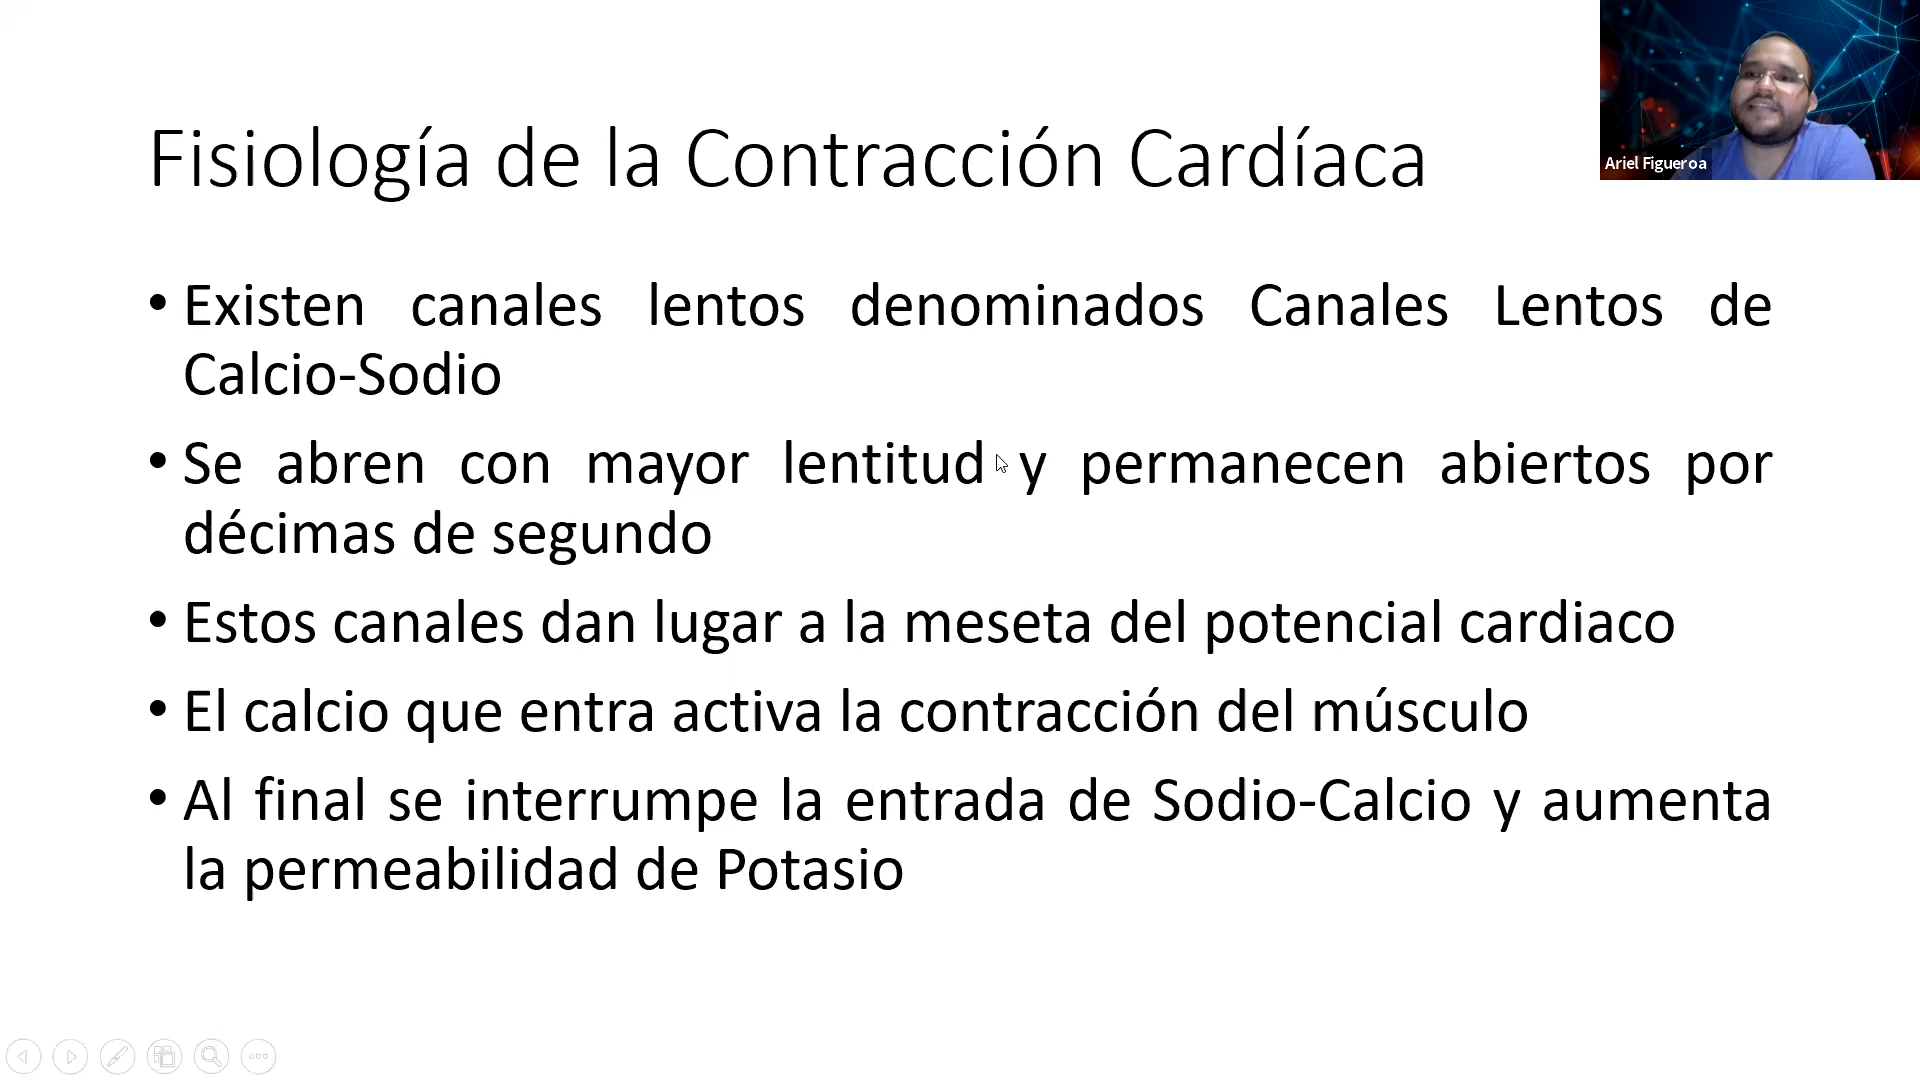 Fisiología de la Contracción Cardíaca
Ariel Figueroa
• Existen canales lentos denominados Canales Lentos de
Calcio-Sodio
• Se abren con mayor lentitud y permanecen abiertos por
décimas de segundo
• Estos canales dan lugar a la meseta del potencial cardiaco
• El calcio que entra activa la contracción del músculo
• Al final se interrumpe la entrada de Sodio-Calcio y aumenta
la permeabilidad de Potasio